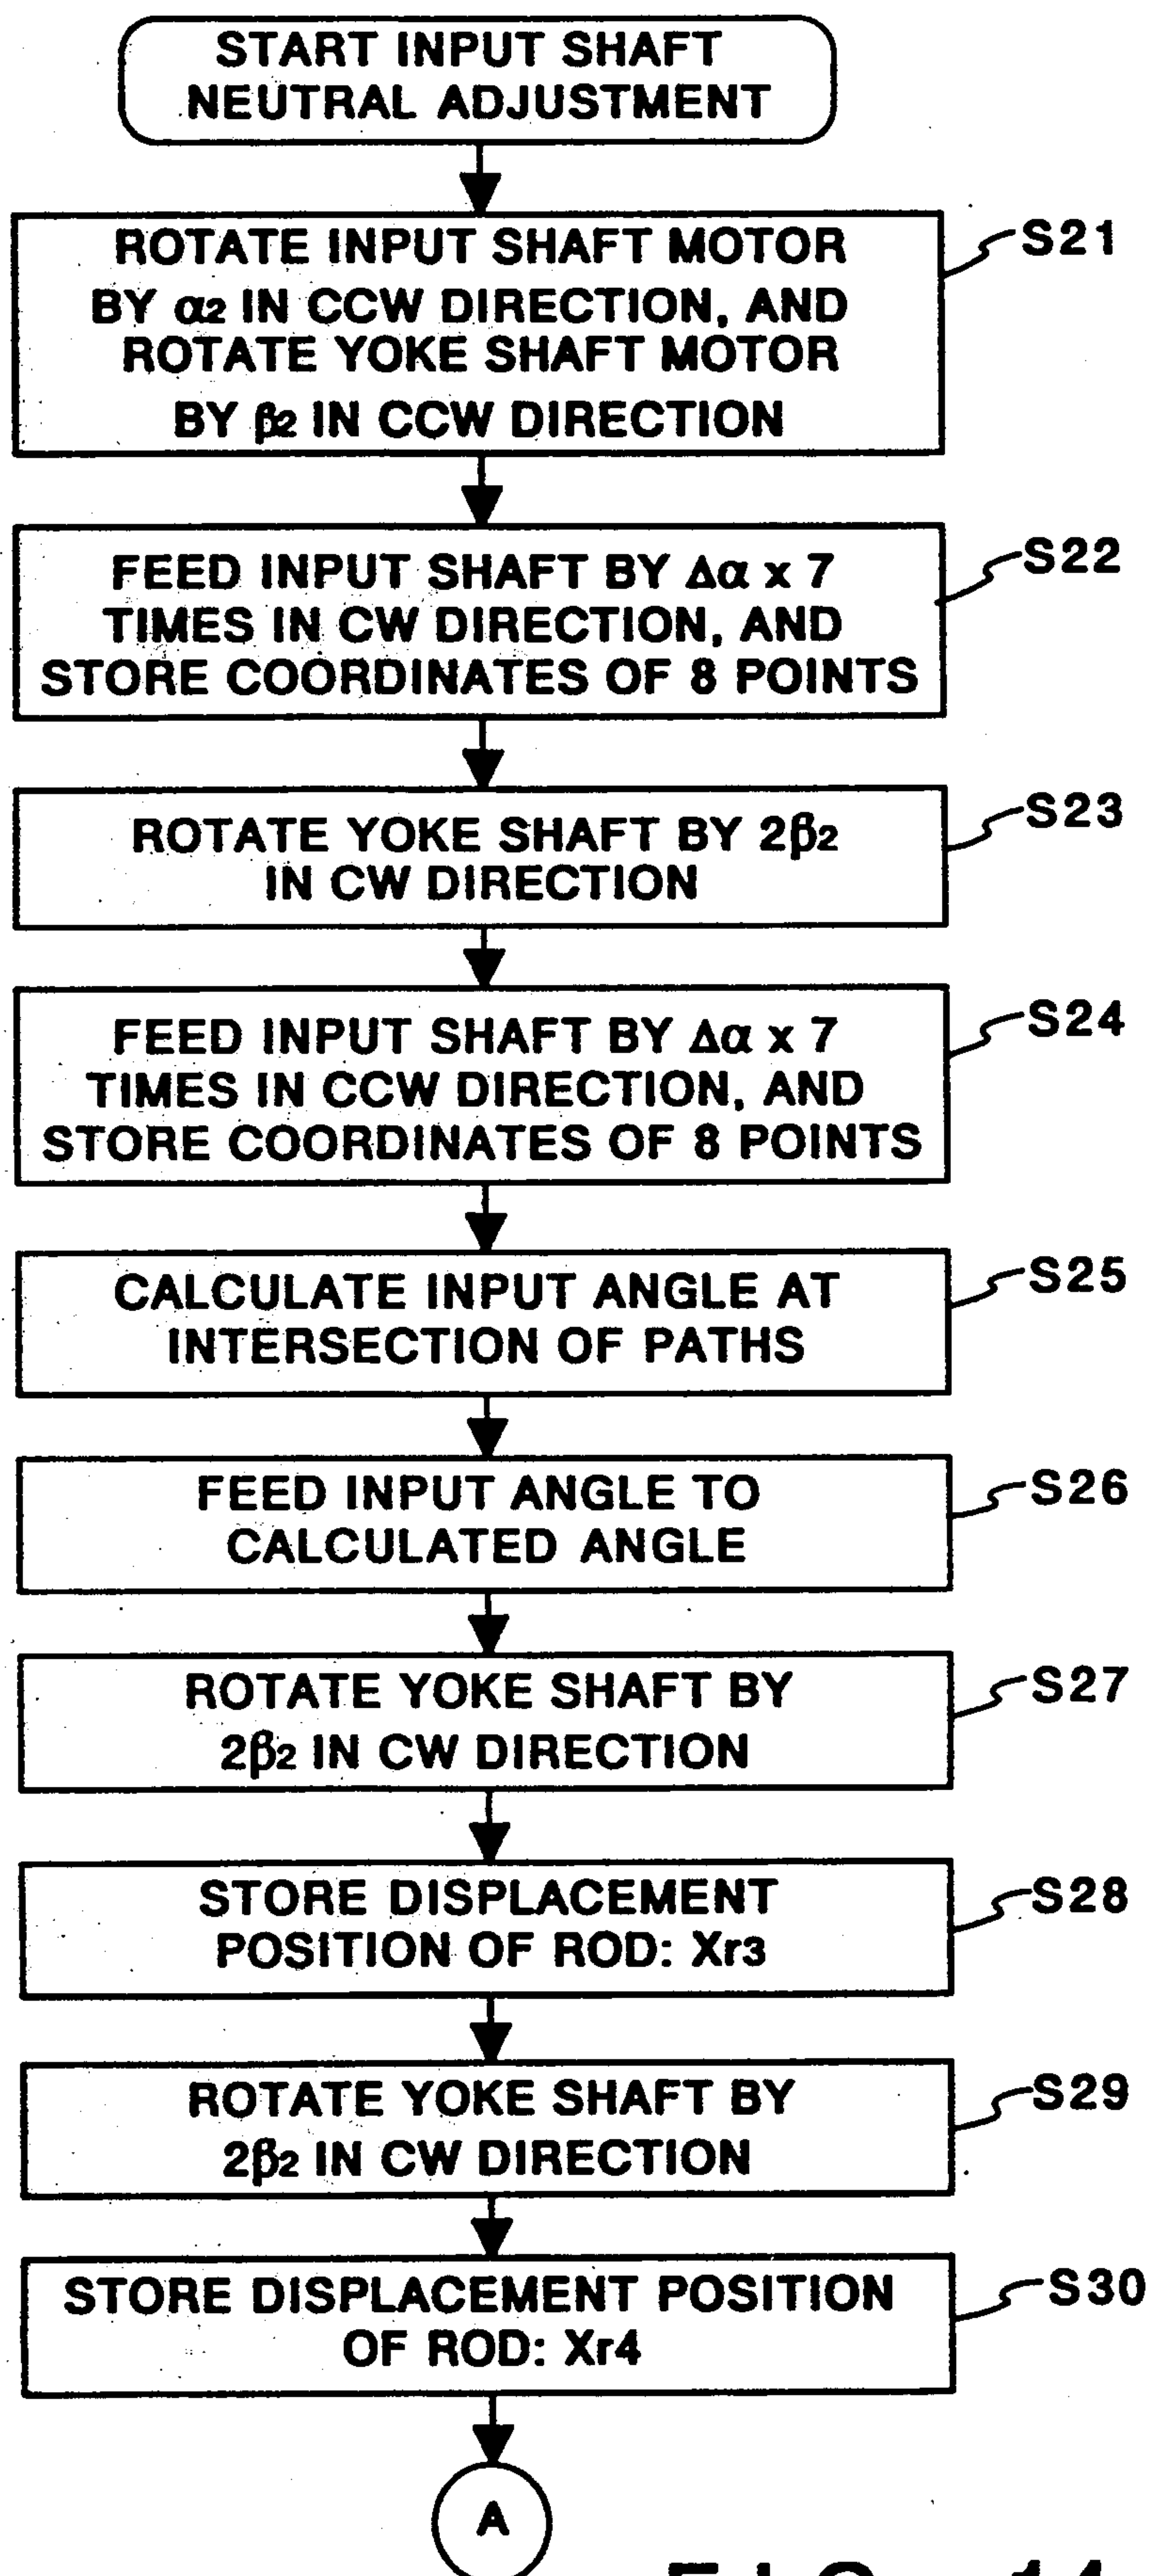 START INPUT SHAFT
NEUTRAL ADJUSTMENT
ROTATE INPUT SHAFT MOTOR
BY α2 IN CCW DIRECTION, AND
ROTATE YOKE SHAFT MOTOR
BY β2 IN CCW DIRECTION
S21
FEED INPUT SHAFT BY Δα x 7
TIMES IN CW DIRECTION, AND
STORE COORDINATES OF 8 POINTS
S22
ROTATE YOKE SHAFT BY 2β2
IN CW DIRECTION
S23
FEED INPUT SHAFT BY Δα x 7
TIMES IN CCW DIRECTION, AND
STORE COORDINATES OF 8 POINTS
S24
CALCULATE INPUT ANGLE AT
INTERSECTION OF PATHS
S25
FEED INPUT ANGLE TO
CALCULATED ANGLE
S26
ROTATE YOKE SHAFT BY
2β2 IN CW DIRECTION
S27
STORE DISPLACEMENT
POSITION OF ROD: Xr3
S28
ROTATE YOKE SHAFT BY
2β2 IN CW DIRECTION
S29
STORE DISPLACEMENT POSITION
OF ROD: Xr4
S30
A